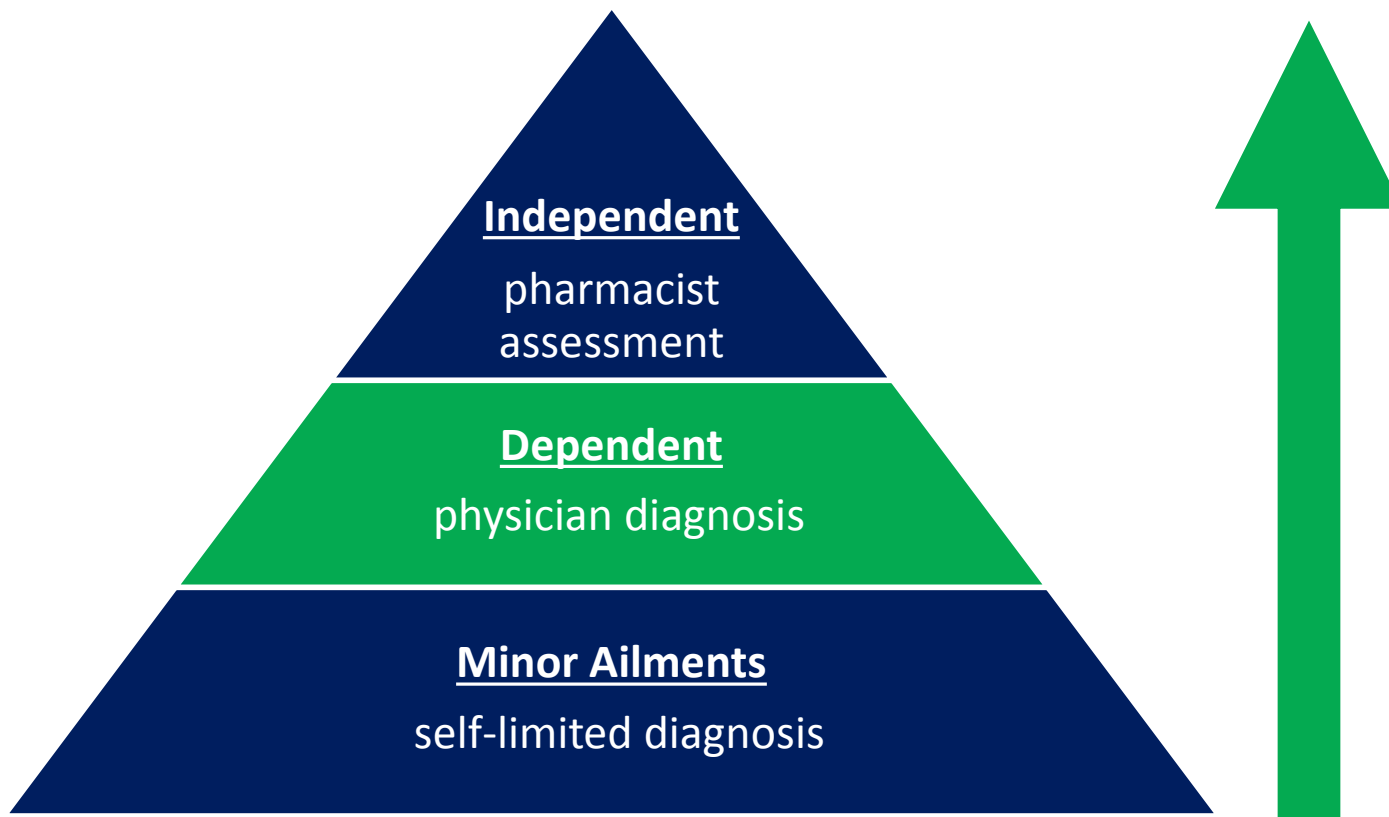 Independent
pharmacist
assessment
Dependent
physician diagnosis
Minor Ailments
self-limited diagnosis